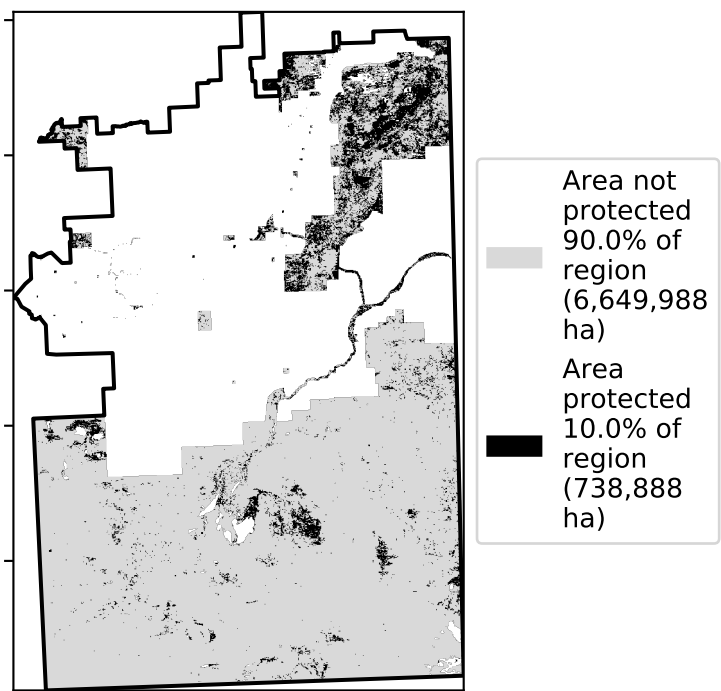 Area not
protected
90.0% of
region
(6,649,988
ha)
Area
protected
10.0% of
region
(738,888
ha)